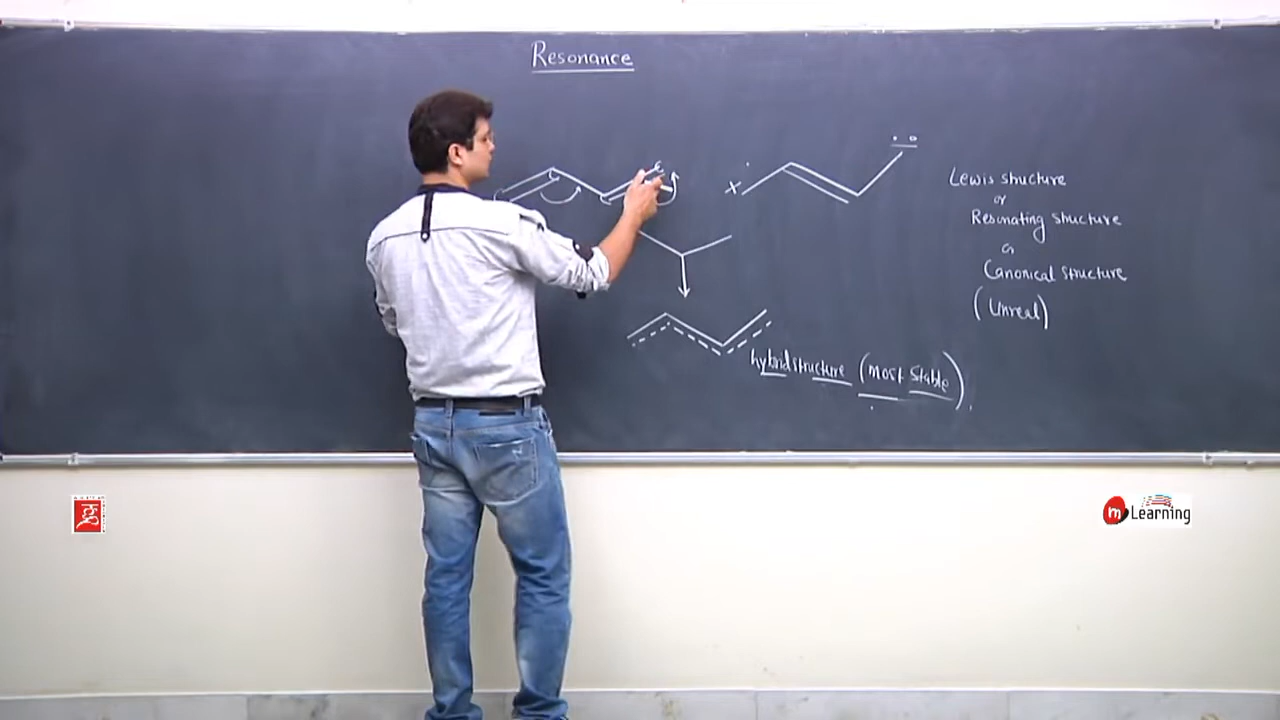 Resonance
Lewis structure
or
Resonating structure
or
Canonical structure
(Unreal)
hybrid structure (most stable)
m Learning